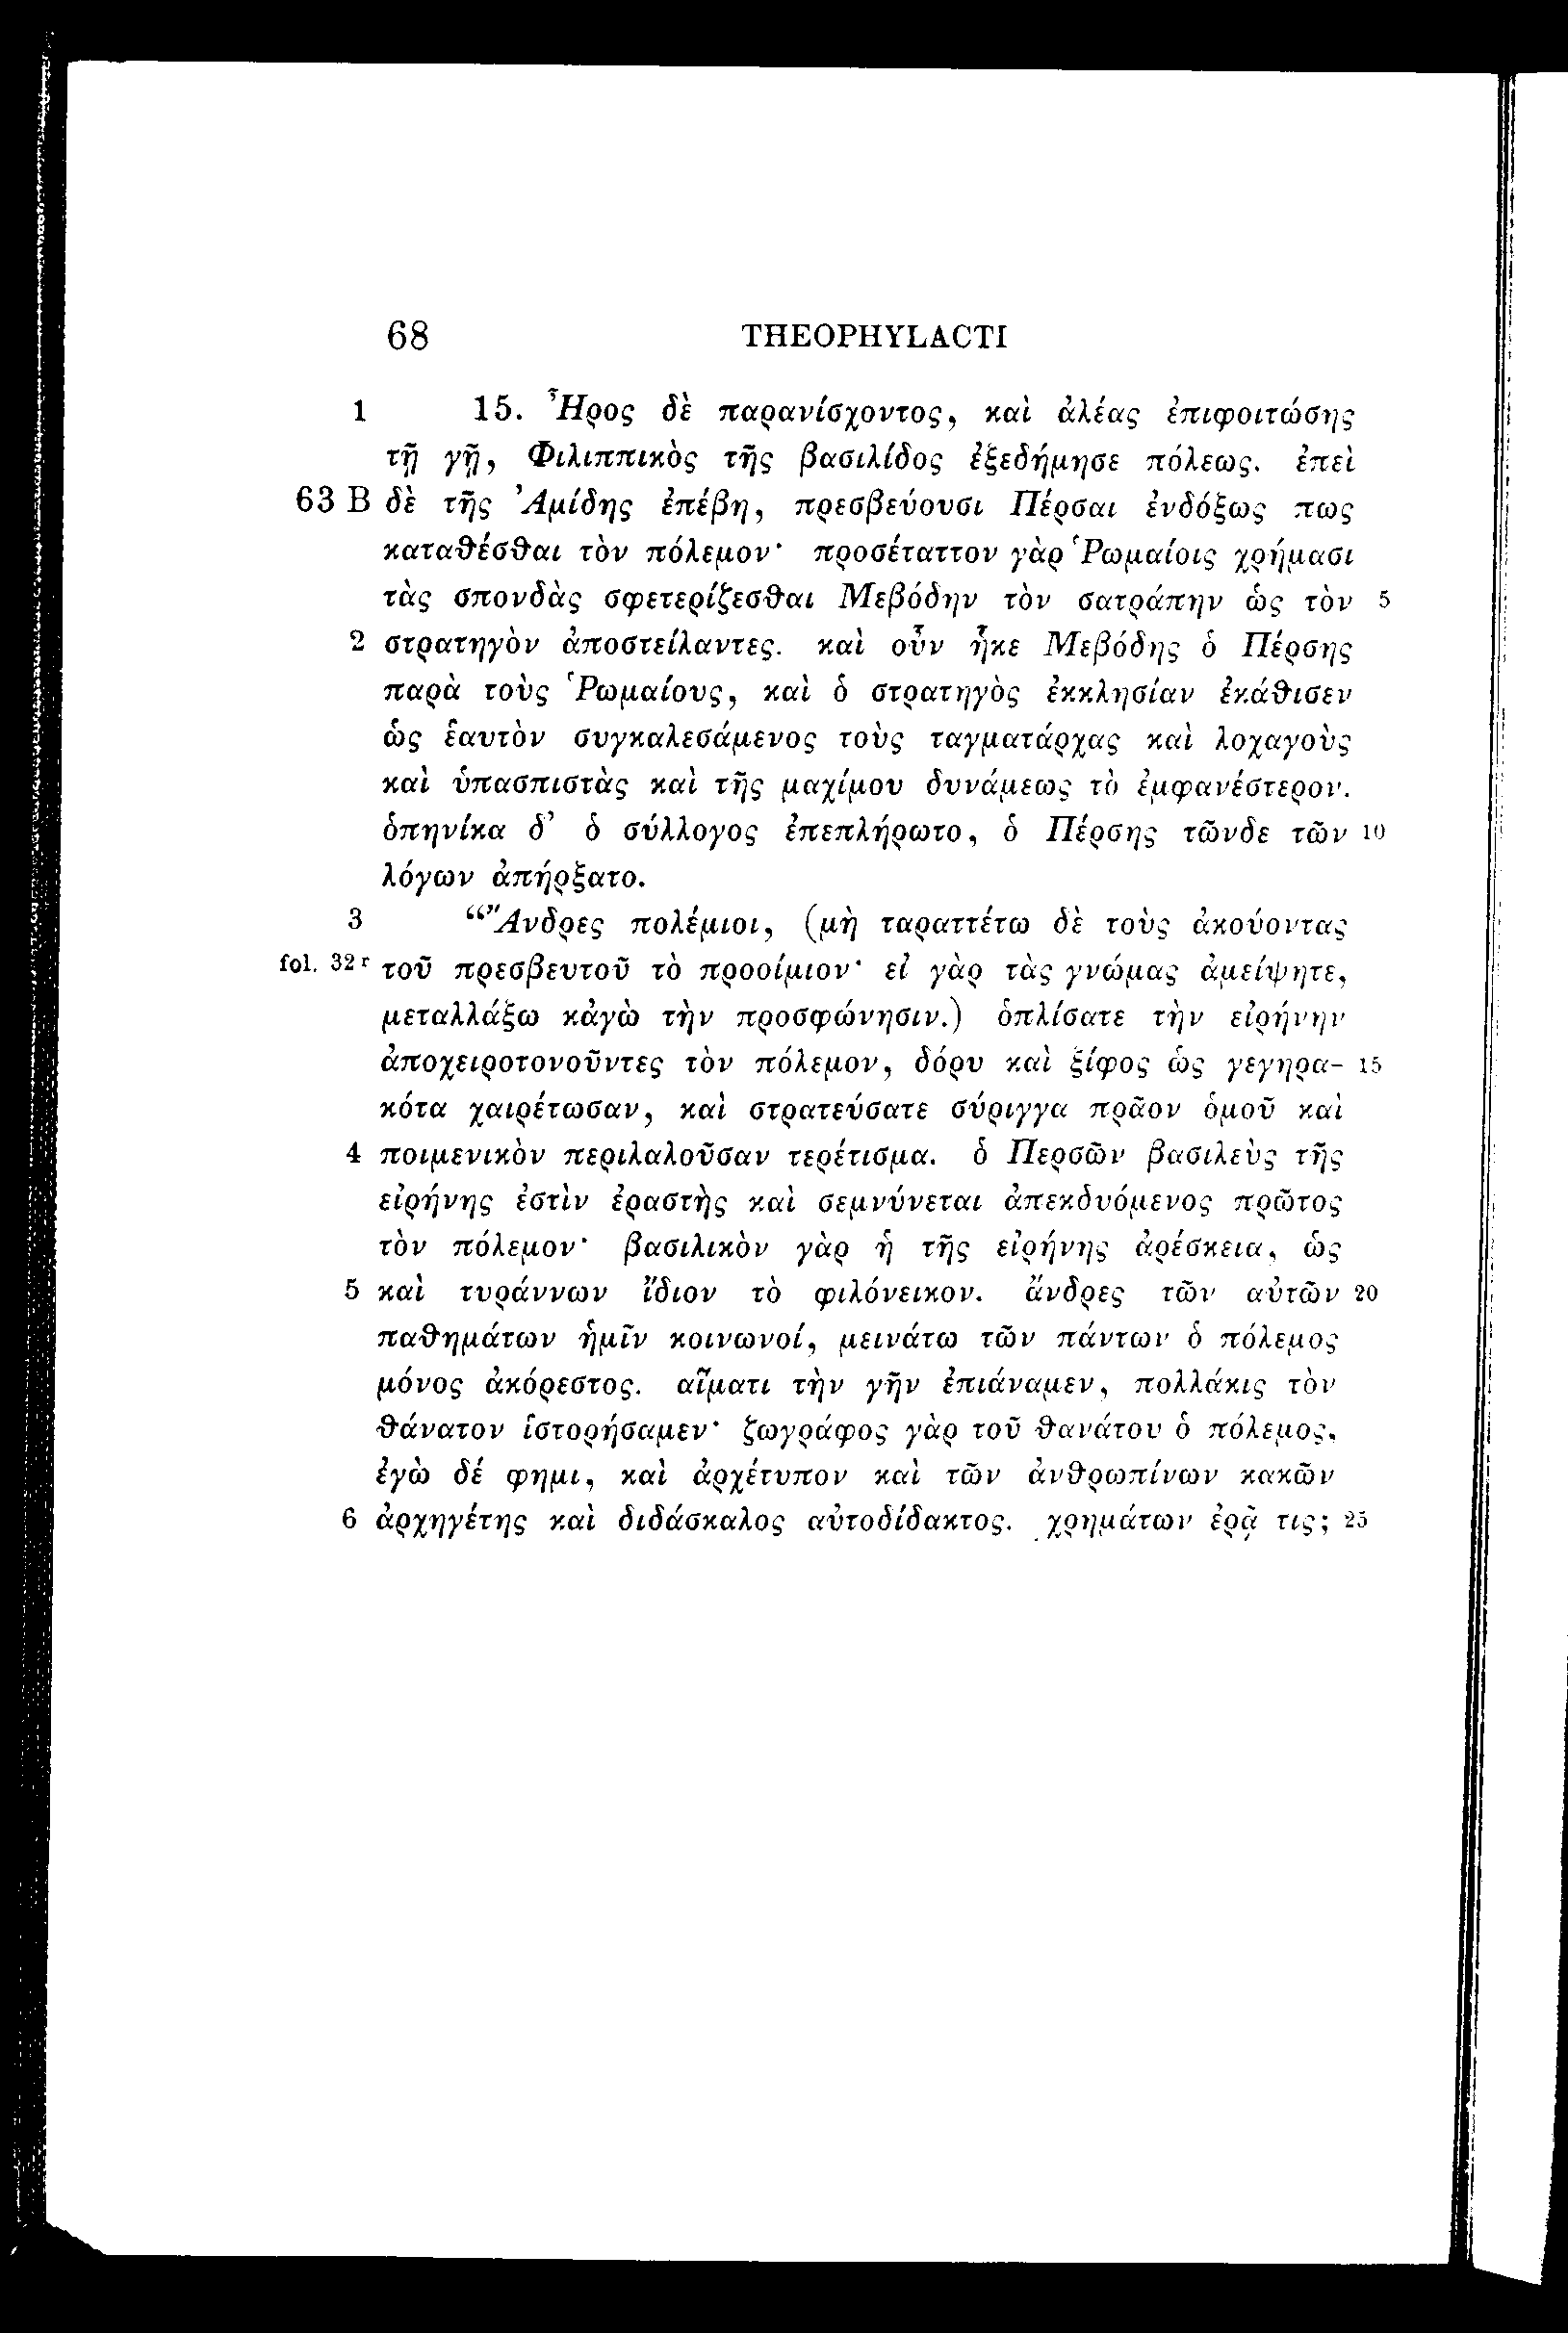 68 THEOPHYLACTI
1 15. Ἦρος δὲ παρανίσχοντος, καὶ ἀλέας ἐπιφοιτώσης
τῇ γῇ, Φιλιππικὸς τῆς βασιλίδος ἐξεδήμησε πόλεως. ἐπεὶ
63 B δὲ τῆς Ἀμίδης ἐπέβη, πρεσβεύουσι Πέρσαι ἐνδόξως πως
καταθέσθαι τὸν πόλεμον· προσέταττον γὰρ Ῥωμαίοις χρήμασι
τὰς σπονδὰς σφετερίζεσθαι Μεβόδην τὸν σατράπην ὡς τὸν 5
2 στρατηγὸν ἀποστείλαντες. καὶ οὖν ἧκε Μεβόδης ὁ Πέρσης
παρὰ τοὺς Ῥωμαίους, καὶ ὁ στρατηγὸς ἐκκλησίαν ἐκάθισεν
ὡς ἑαυτὸν συγκαλεσάμενος τοὺς ταγματάρχας καὶ λοχαγοὺς
καὶ ὑπασπιστὰς καὶ τῆς μαχίμου δυνάμεως τὸ ἐμφανέστερον.
ὁπηνίκα δ’ ὁ σύλλογος ἐπεπλήρωτο, ὁ Πέρσης τῶνδε τῶν 10
λόγων ἀπήρξατο.
3 “Ἄνδρες πολέμιοι, (μὴ ταραττέτω δὲ τοὺς ἀκούοντας
fol. 32r τοῦ πρεσβευτοῦ τὸ προοίμιον· εἰ γὰρ τὰς γνώμας ἀμείψητε,
μεταλλάξω κἀγὼ τὴν προσφώνησιν.) ὁπλίσατε τὴν εἰρήνην
ἀποχειροτονοῦντες τὸν πόλεμον, δόρυ καὶ ξίφος ὡς γεγηρα- 15
κότα χαιρέτωσαν, καὶ στρατεύσατε σύριγγα πρᾶον ὁμοῦ καὶ
4 ποιμενικὸν περιλαλοῦσαν τερέτισμα. ὁ Περσῶν βασιλεὺς τῆς
εἰρήνης ἐστὶν ἐραστὴς καὶ σεμνύνεται ἀπεκδυόμενος πρῶτος
τὸν πόλεμον· βασιλικὸν γὰρ ἡ τῆς εἰρήνης ἀρέσκεια, ὡς
5 καὶ τυράννων ἴδιον τὸ φιλόνεικον. ἄνδρες τῶν αὐτῶν 20
παθημάτων ἡμῖν κοινωνοί, μεινάτω τῶν πάντων ὁ πόλεμος
μόνος ἀκόρεστος. αἵματι τὴν γῆν ἐπιάναμεν, πολλάκις τὸν
θάνατον ἱστορήσαμεν· ζωγράφος γὰρ τοῦ θανάτου ὁ πόλεμος,
ἐγὼ δέ φημι, καὶ ἀρχέτυπον καὶ τῶν ἀνθρωπίνων κακῶν
6 ἀρχηγέτης καὶ διδάσκαλος αὐτοδίδακτος. χρημάτων ἐρᾷ τις; 25